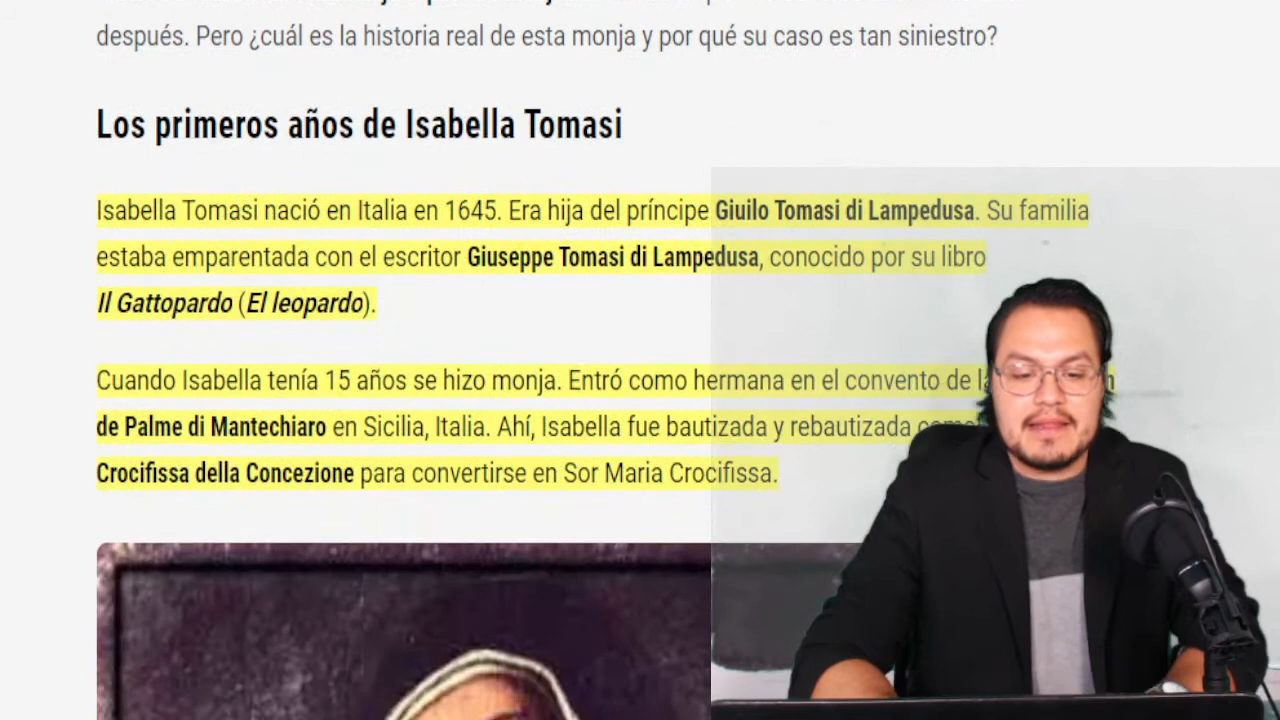 después. Pero ¿cuál es la historia real de esta monja y por qué su caso es tan siniestro?
Los primeros años de Isabella Tomasi
Isabella Tomasi nació en Italia en 1645. Era hija del príncipe Giuilo Tomasi di Lampedusa. Su familia
estaba emparentada con el escritor Giuseppe Tomasi di Lampedusa, conocido por su libro
Il Gattopardo (El leopardo).
Cuando Isabella tenía 15 años se hizo monja. Entró como hermana en el convento de
de Palme di Mantechiaro en Sicilia, Italia. Ahí, Isabella fue bautizada y rebautizada como
Crocifissa della Concezione para convertirse en Sor Maria Crocifissa.